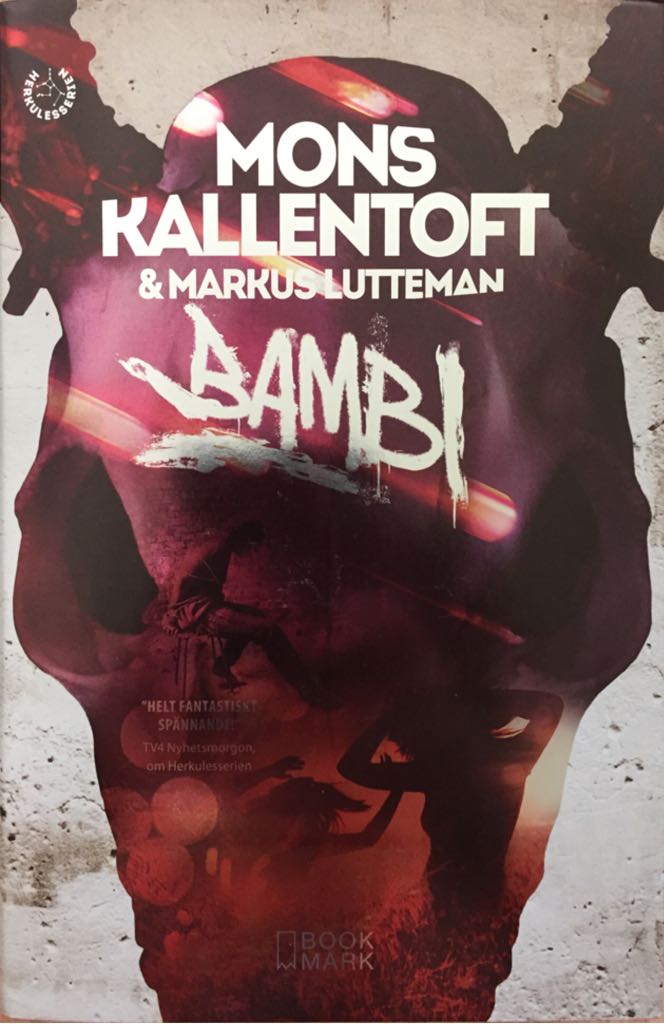 HERKULESSERIEN
MONS
KALLENTOFT
& MARKUS LUTTEMAN
BAMBI
"HELT FANTASTISKT
SPÄNNANDE!"
TV4 Nyhetsmorgon,
om Herkulesserien
BOOK
MARK